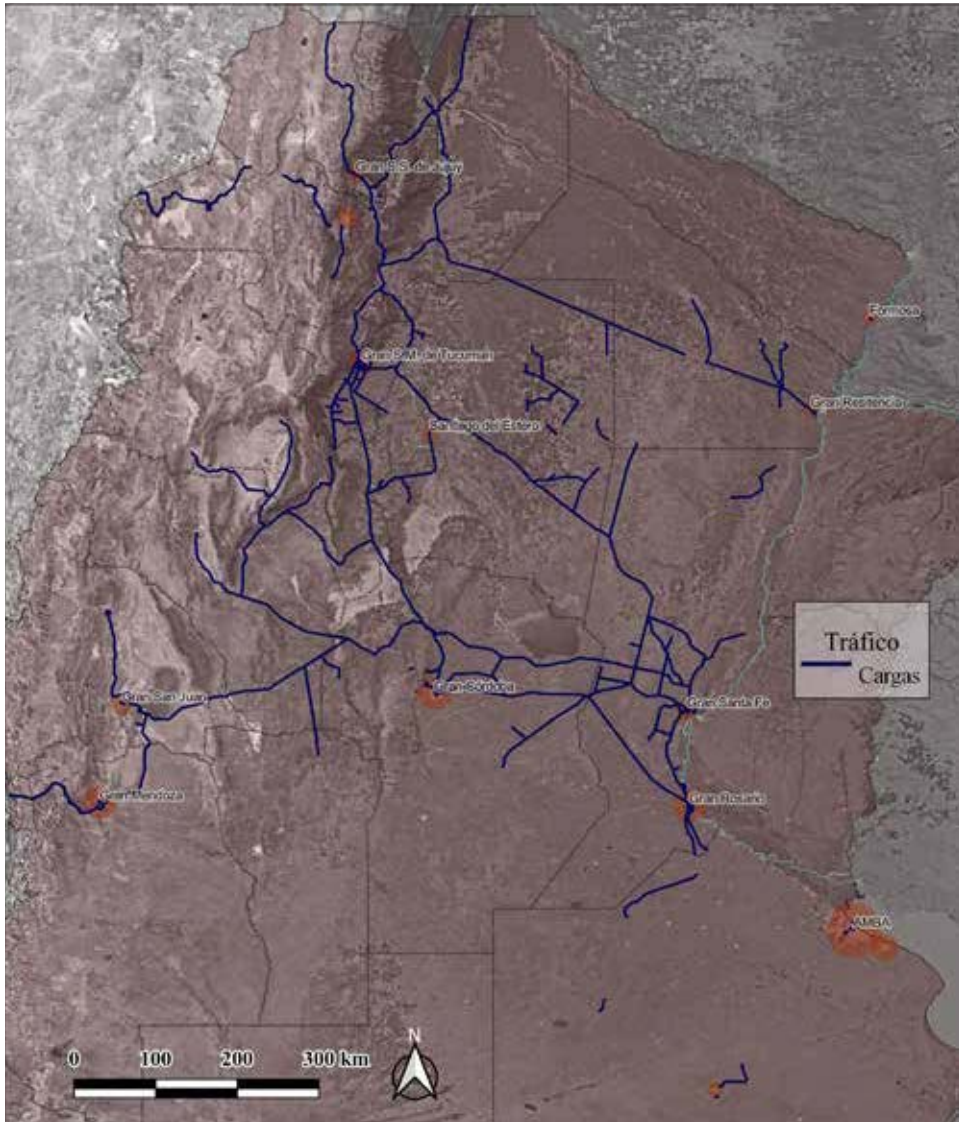 Gran S.S. de Jujuy
Formosa
Gran S.M. de Tucumán
Gran Resitencia
Santiago del Estero
Tráfico
Cargas
Gran San Juan
Gran Córdoba
Gran Santa Fe
Gran Mendoza
Gran Rosario
AMBA
N
0 100 200 300 km